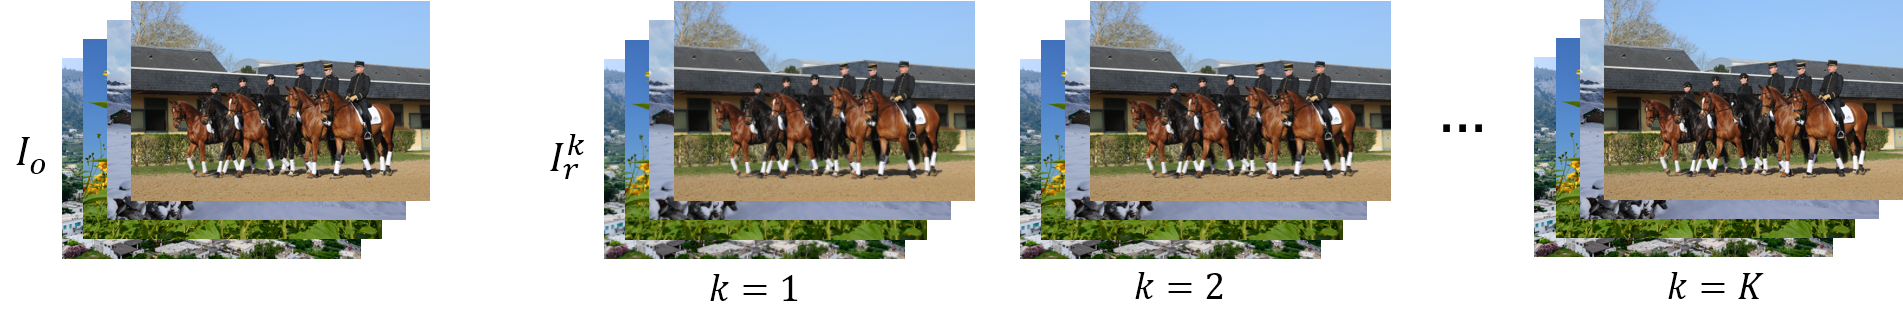 I_o
I_r^k
...
k = 1
k = 2
k = K